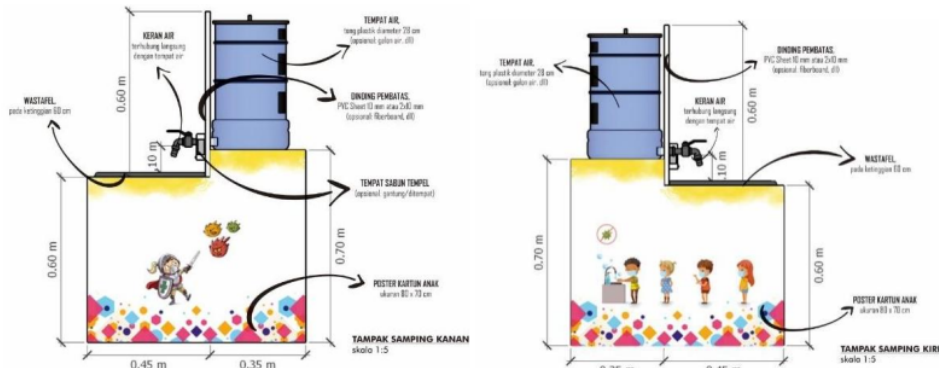 KERAN AIR
terhubung langsung
dengan tempat air
TEMPAT AIR,
tong plastik diameter 28 cm
(opsional: galon air, dll)
DINDING PEMBATAS,
PVC Sheet 10 mm atau 2x10 mm
(opsional: fiberboard, dll)
WASTAFEL,
pada ketinggian 60 cm
TEMPAT SABUN TEMPEL
(opsional: gantung/ditempat)
POSTER KARTUN ANAK
ukuran 80 x 70 cm
0.60 m
.10 m
0.60 m
0.70 m
0.45 m
0.35 m
TAMPAK SAMPING KANAN
skala 1:5
TEMPAT AIR,
tong plastik diameter 28 cm
(opsional: galon air, dll)
DINDING PEMBATAS,
PVC Sheet 10 mm atau 2x10 mm
(opsional: fiberboard, dll)
KERAN AIR
terhubung langsung
dengan tempat air
WASTAFEL,
pada ketinggian 60 cm
POSTER KARTUN ANAK
ukuran 80 x 70 cm
0.60 m
.10 m
0.70 m
0.60 m
0.35 m
0.45 m
TAMPAK SAMPING KIRI
skala 1:5